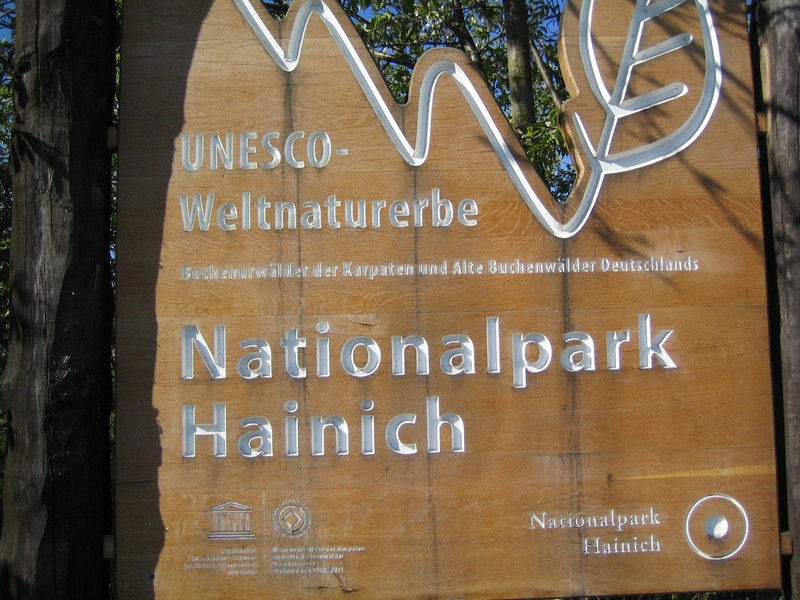 UNESCO-
Weltnaturerbe
Buchenurwälder der Karpaten und Alte Buchenwälder Deutschlands
Nationalpark
Hainich
Nationalpark
Hainich